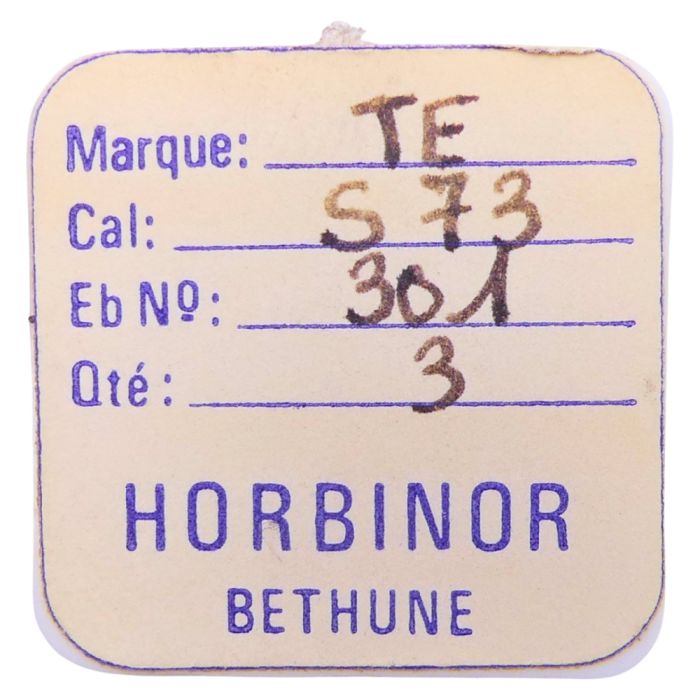 Marque: TE
Cal: S 73
Eb Nº: 301
Qté: 3
HORBINOR
BETHUNE